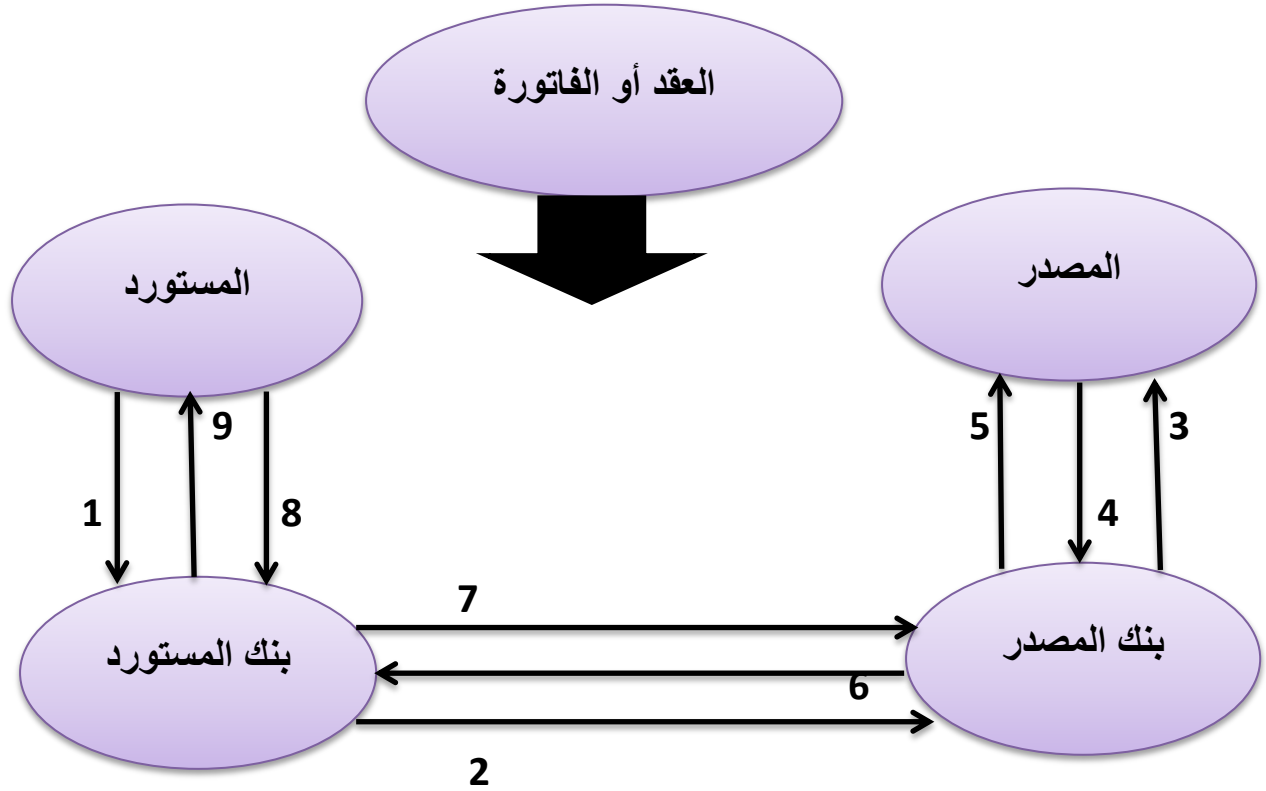 العقد أو الفاتورة
المصدر
المستورد
3
5
9
4
8
1
7
بنك المصدر
بنك المستورد
6
2